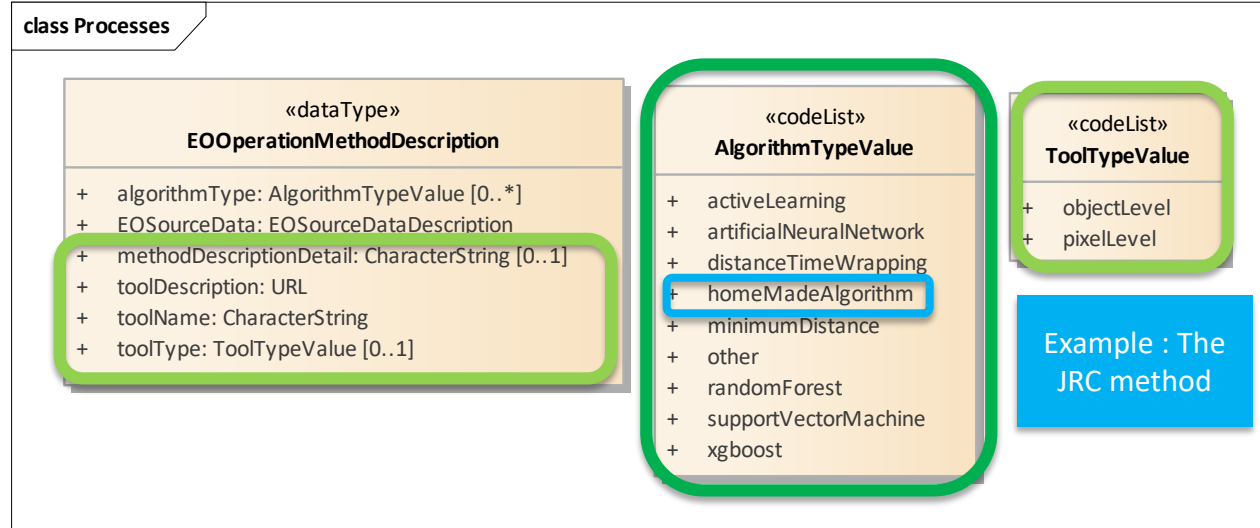 class Processes
«dataType»
EOOperationMethodDescription
+ algorithmType: AlgorithmTypeValue [0..*]
+ EOSourceData: EOSourceDataDescription
+ methodDescriptionDetail: CharacterString [0..1]
+ toolDescription: URL
+ toolName: CharacterString
+ toolType: ToolTypeValue [0..1]
«codeList»
AlgorithmTypeValue
+ activeLearning
+ artificialNeuralNetwork
+ distanceTimeWrapping
+ homeMadeAlgorithm
+ minimumDistance
+ other
+ randomForest
+ supportVectorMachine
+ xgboost
«codeList»
ToolTypeValue
+ objectLevel
+ pixelLevel
Example : The
JRC method